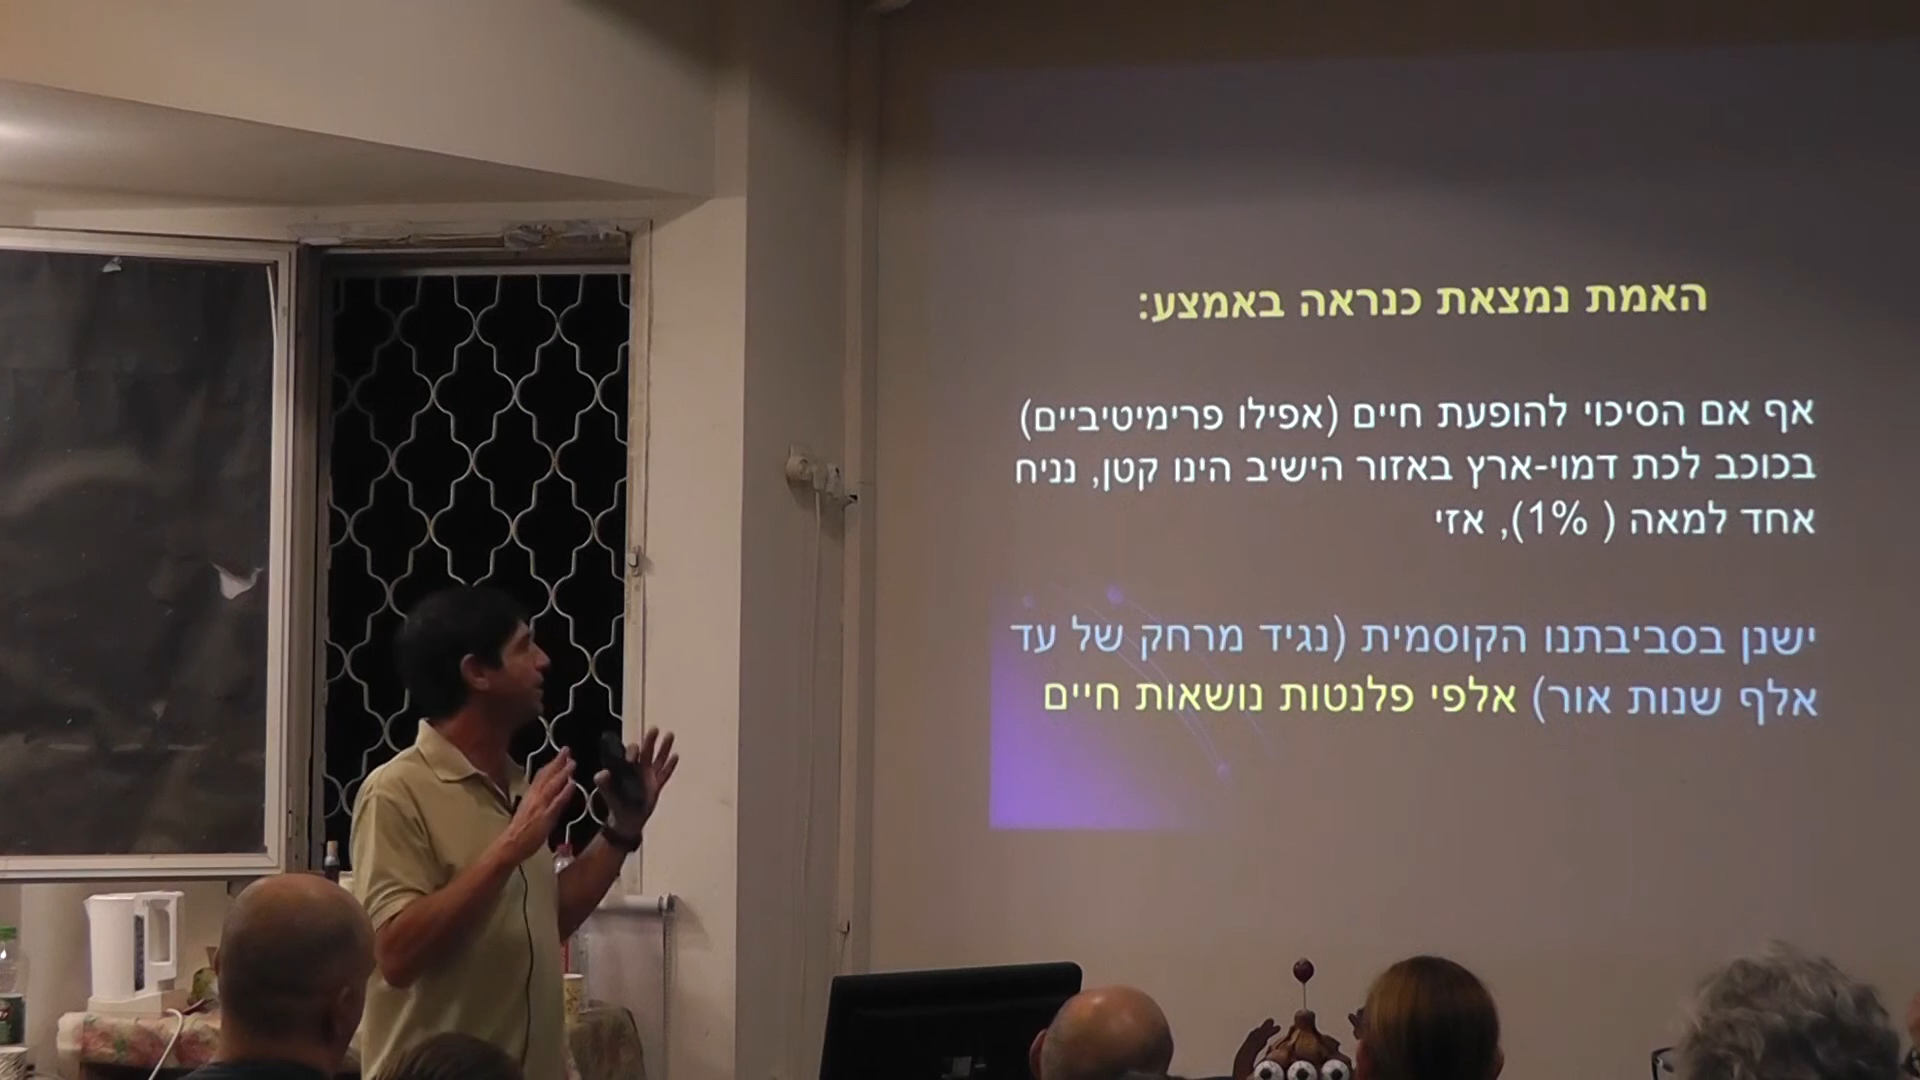 האמת נמצאת כנראה באמצע:
אף אם הסיכוי להופעת חיים (אפילו פרימיטיביים)
בכוכב לכת דמוי-ארץ באזור הישיב הינו קטן, נניח
אחד למאה ( 1%), אזי
ישנן בסביבתנו הקוסמית (נגיד מרחק של עד
אלף שנות אור) אלפי פלנטות נושאות חיים